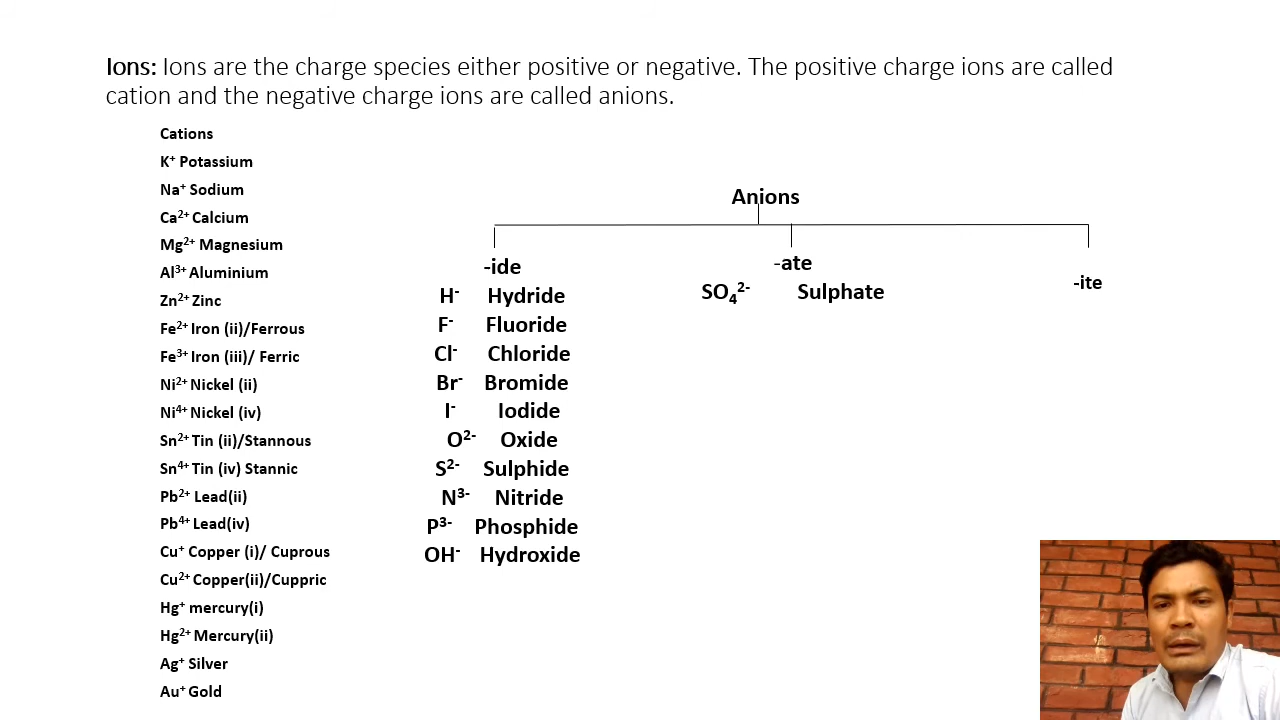 Ions: Ions are the charge species either positive or negative. The positive charge ions are called
cation and the negative charge ions are called anions.
Cations
K⁺ Potassium
Na⁺ Sodium
Ca²⁺ Calcium
Mg²⁺ Magnesium
Al³⁺ Aluminium
Zn²⁺ Zinc
Fe²⁺ Iron (ii)/Ferrous
Fe³⁺ Iron (iii)/ Ferric
Ni²⁺ Nickel (ii)
Ni⁴⁺ Nickel (iv)
Sn²⁺ Tin (ii)/Stannous
Sn⁴⁺ Tin (iv) Stannic
Pb²⁺ Lead(ii)
Pb⁴⁺ Lead(iv)
Cu⁺ Copper (i)/ Cuprous
Cu²⁺ Copper(ii)/Cuppric
Hg⁺ mercury(i)
Hg²⁺ Mercury(ii)
Ag⁺ Silver
Au⁺ Gold
Anions
-ide
H⁻ Hydride
F⁻ Fluoride
Cl⁻ Chloride
Br⁻ Bromide
I⁻ Iodide
O²⁻ Oxide
S²⁻ Sulphide
N³⁻ Nitride
P³⁻ Phosphide
OH⁻ Hydroxide
-ate
SO₄²⁻ Sulphate
-ite